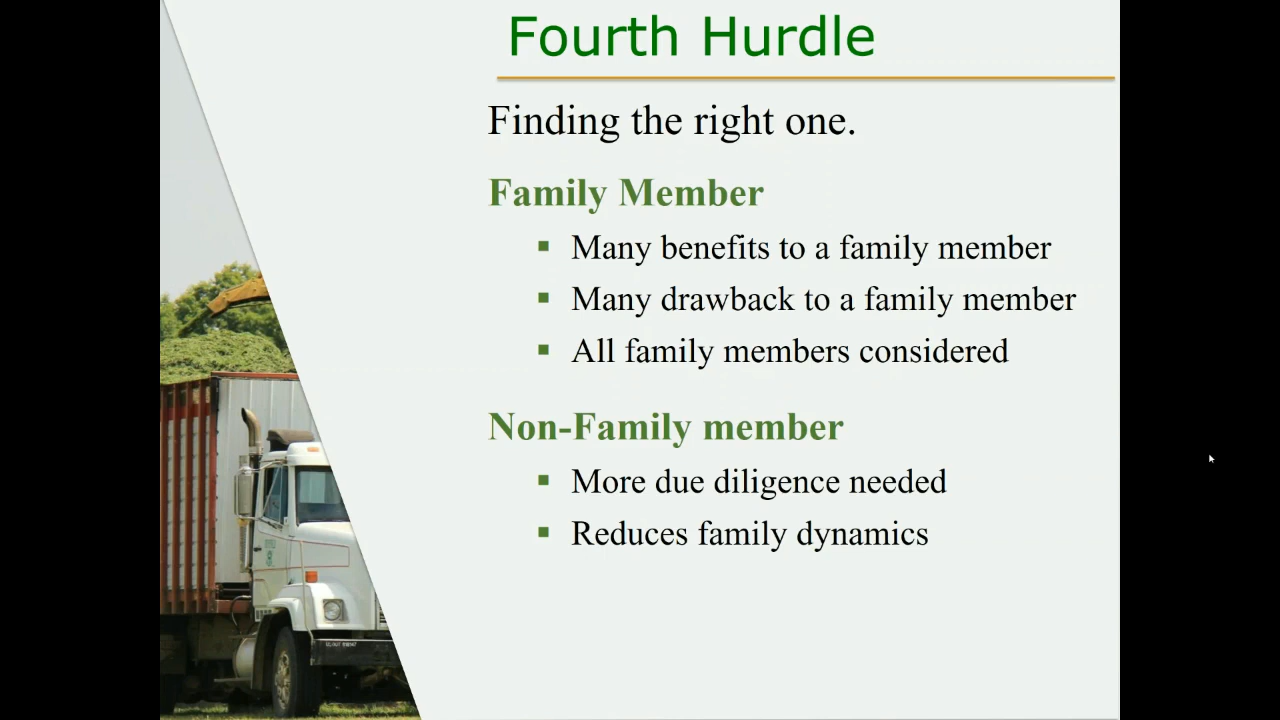 Fourth Hurdle
Finding the right one.
Family Member
Many benefits to a family member
Many drawback to a family member
All family members considered
Non-Family member
More due diligence needed
Reduces family dynamics